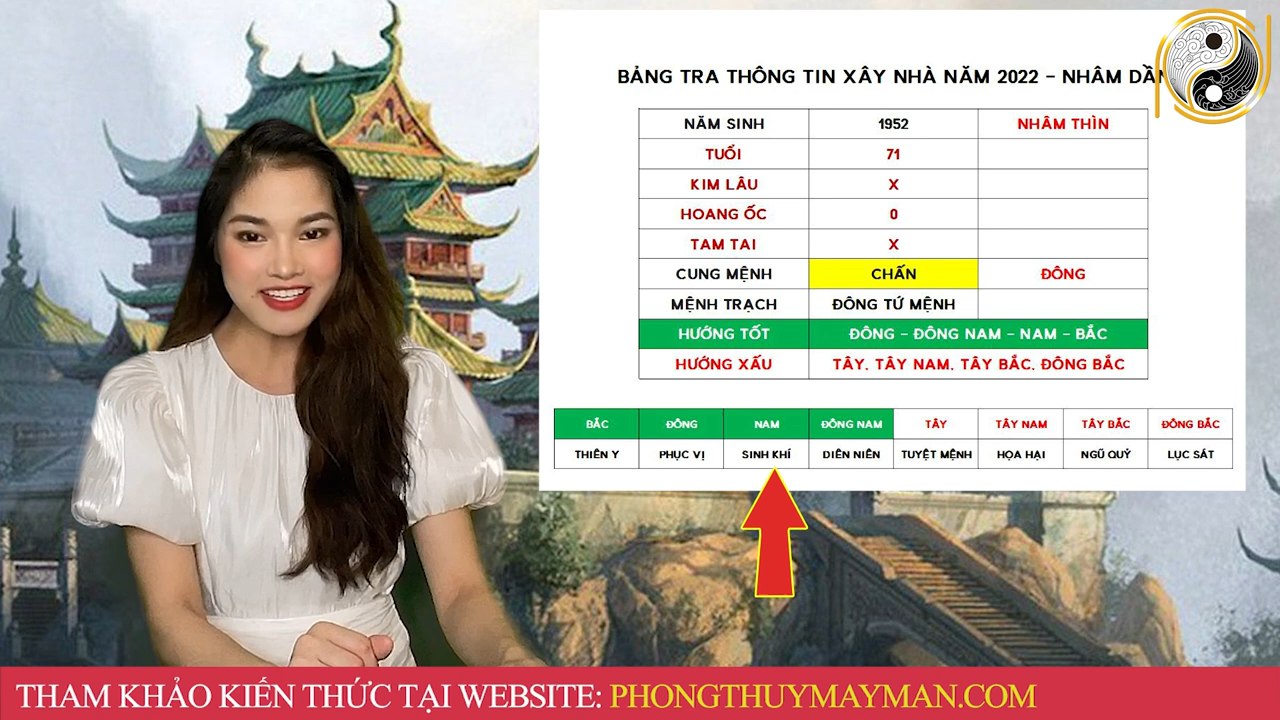 BẢNG TRA THÔNG TIN XÂY NHÀ NĂM 2022 – NHÂM DẦN
NĂM SINH 1952 NHÂM THÌN
TUỔI 71
KIM LÂU X
HOANG ỐC 0
TAM TAI X
CUNG MỆNH CHẤN ĐÔNG
MỆNH TRẠCH ĐÔNG TỨ MỆNH
HƯỚNG TỐT ĐÔNG – ĐÔNG NAM – NAM – BẮC
HƯỚNG XẤU TÂY, TÂY NAM, TÂY BẮC, ĐÔNG BẮC
BẮC ĐÔNG NAM ĐÔNG NAM TÂY TÂY NAM TÂY BẮC ĐÔNG BẮC
THIÊN Y PHỤC VỊ SINH KHÍ DIÊN NIÊN TUYỆT MỆNH HỌA HẠI NGŨ QUỶ LỤC SÁT
THAM KHẢO KIẾN THỨC TẠI WEBSITE: PHONGTHUYMAYMAN.COM